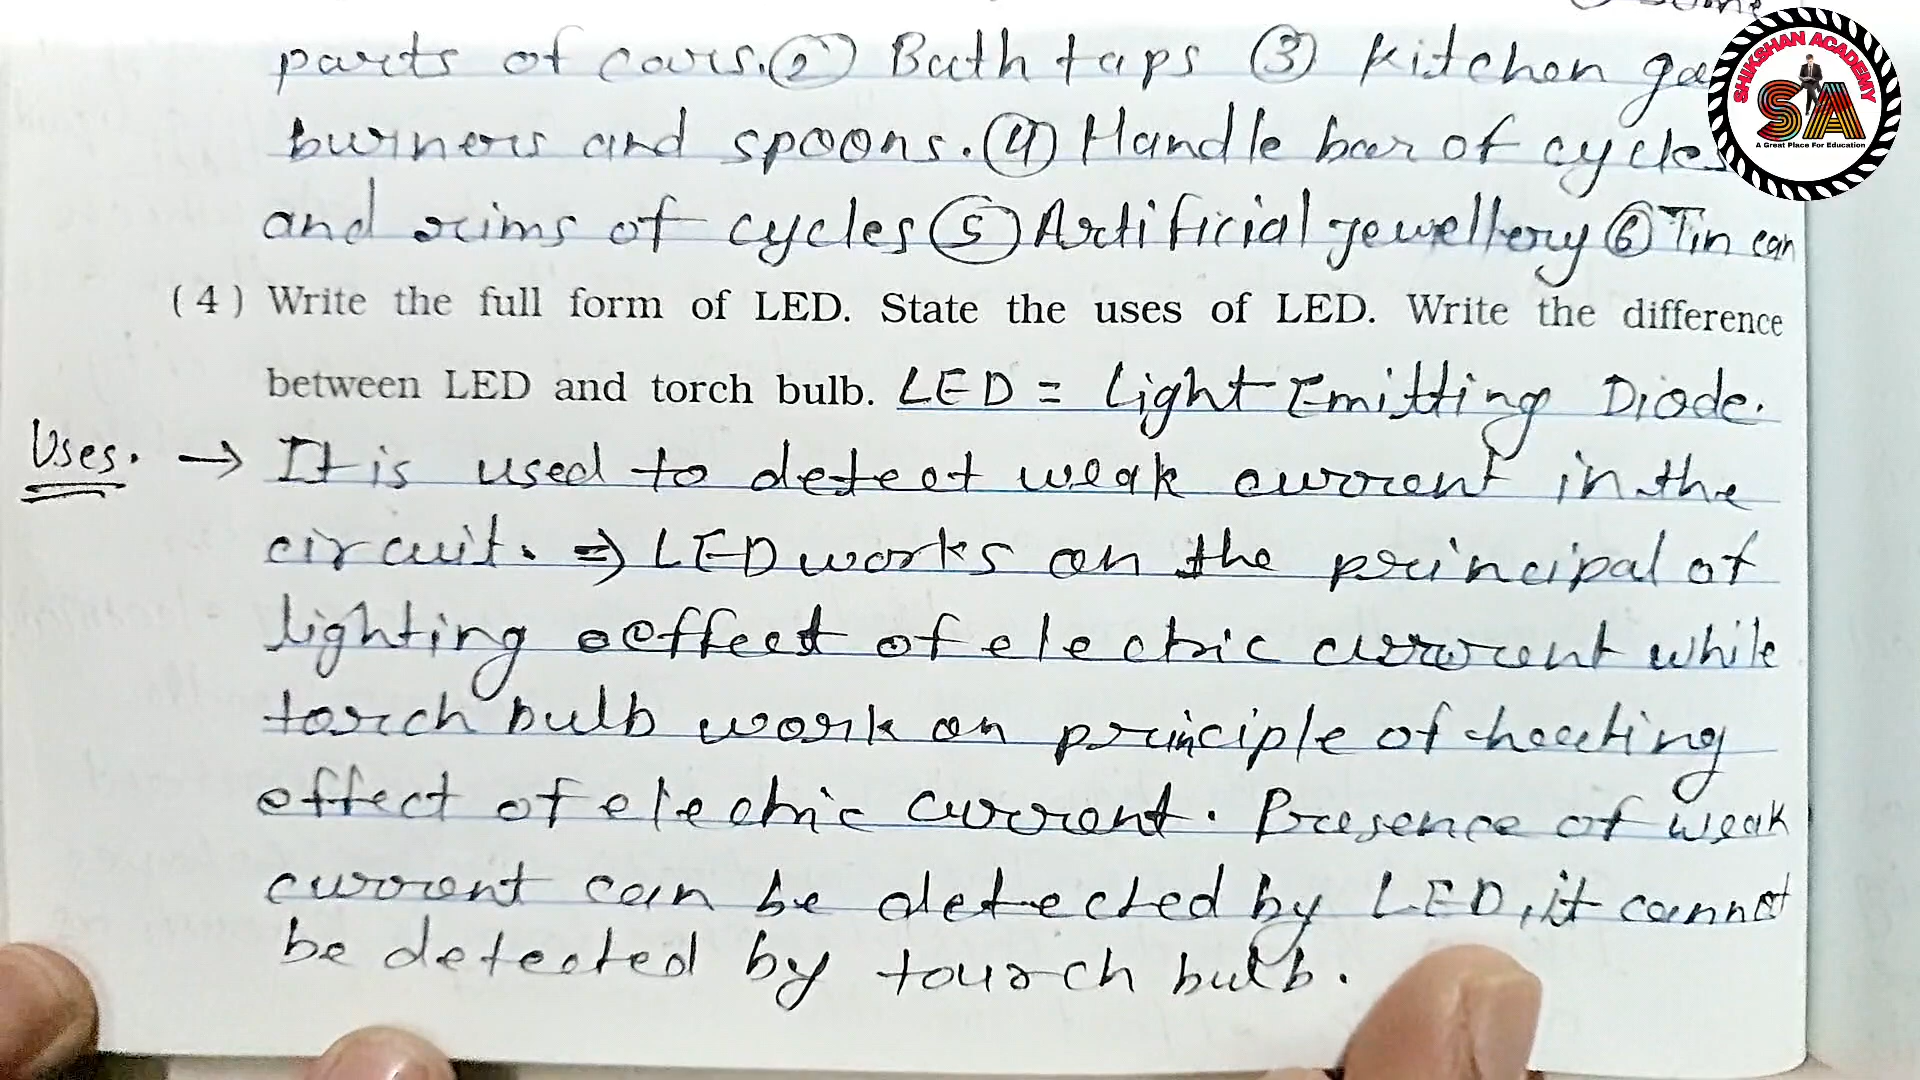 parts of cars. ② Bath taps ③ Kitchen ga
burners and spoons. ④ Handle bar of cycles
and rims of cycles ⑤ Artificial jewellery ⑥ Tin can
(4) Write the full form of LED. State the uses of LED. Write the difference
between LED and torch bulb. LED = Light Emitting Diode.
Uses. → It is used to detect weak current in the
circuit. ⇒ LED works on the principal of
lighting effect of electric current while
torch bulb work on principle of heating
effect of electric current. Presence of weak
current can be detected by LED, it cannot
be detected by tourch bulb.
SHIKSHAN ACADEMY
SA
A Great Place For Education